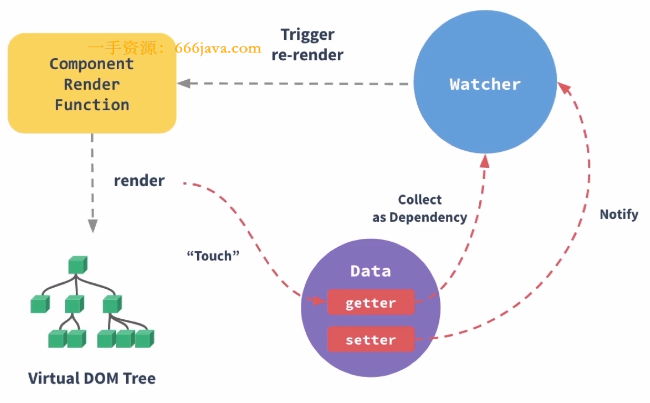 Trigger
re-render
一手资源：666java.com
Component
Render
Function
Watcher
render
Collect
as Dependency
Notify
“Touch”
Data
getter
setter
Virtual DOM Tree